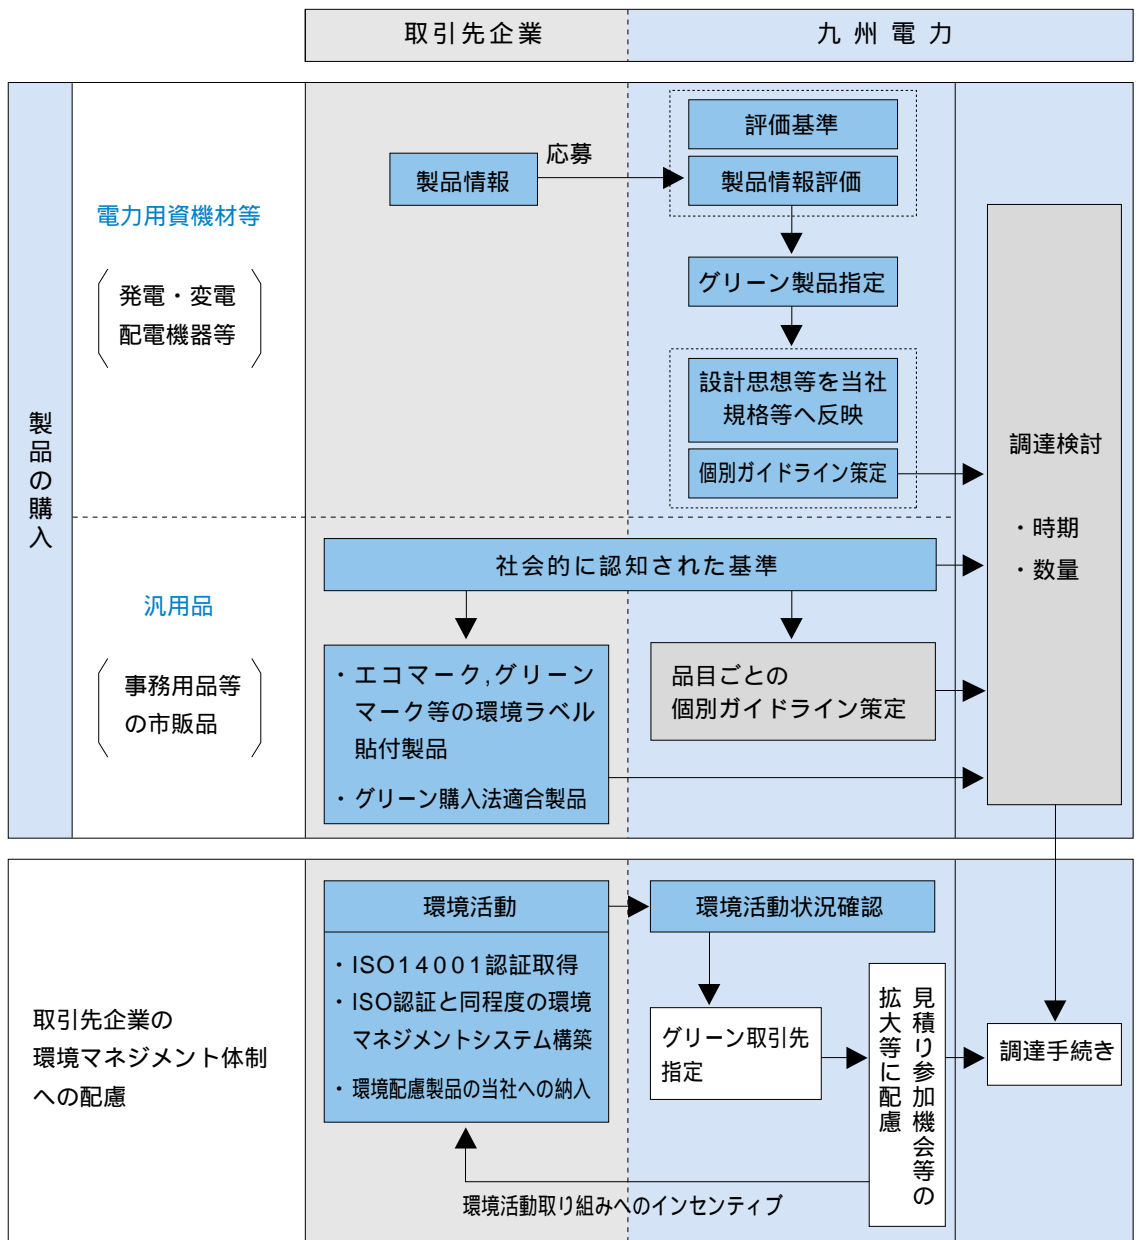 取引先企業
九州電力
製品の購入
電力用資機材等
発電・変電
配電機器等
製品情報
応募
評価基準
製品情報評価
グリーン製品指定
設計思想等を当社
規格等へ反映
個別ガイドライン策定
調達検討
・時期
・数量
汎用品
事務用品等
の市販品
社会的に認知された基準
・エコマーク,グリーン
マーク等の環境ラベル
貼付製品
・グリーン購入法適合製品
品目ごとの
個別ガイドライン策定
取引先企業の
環境マネジメント体制
への配慮
環境活動
・ISO14001認証取得
・ISO認証と同程度の環境
マネジメントシステム構築
・環境配慮製品の当社への納入
環境活動状況確認
グリーン取引先
指定
見積り参加機会等の
拡大等に配慮
調達手続き
環境活動取り組みへのインセンティブ